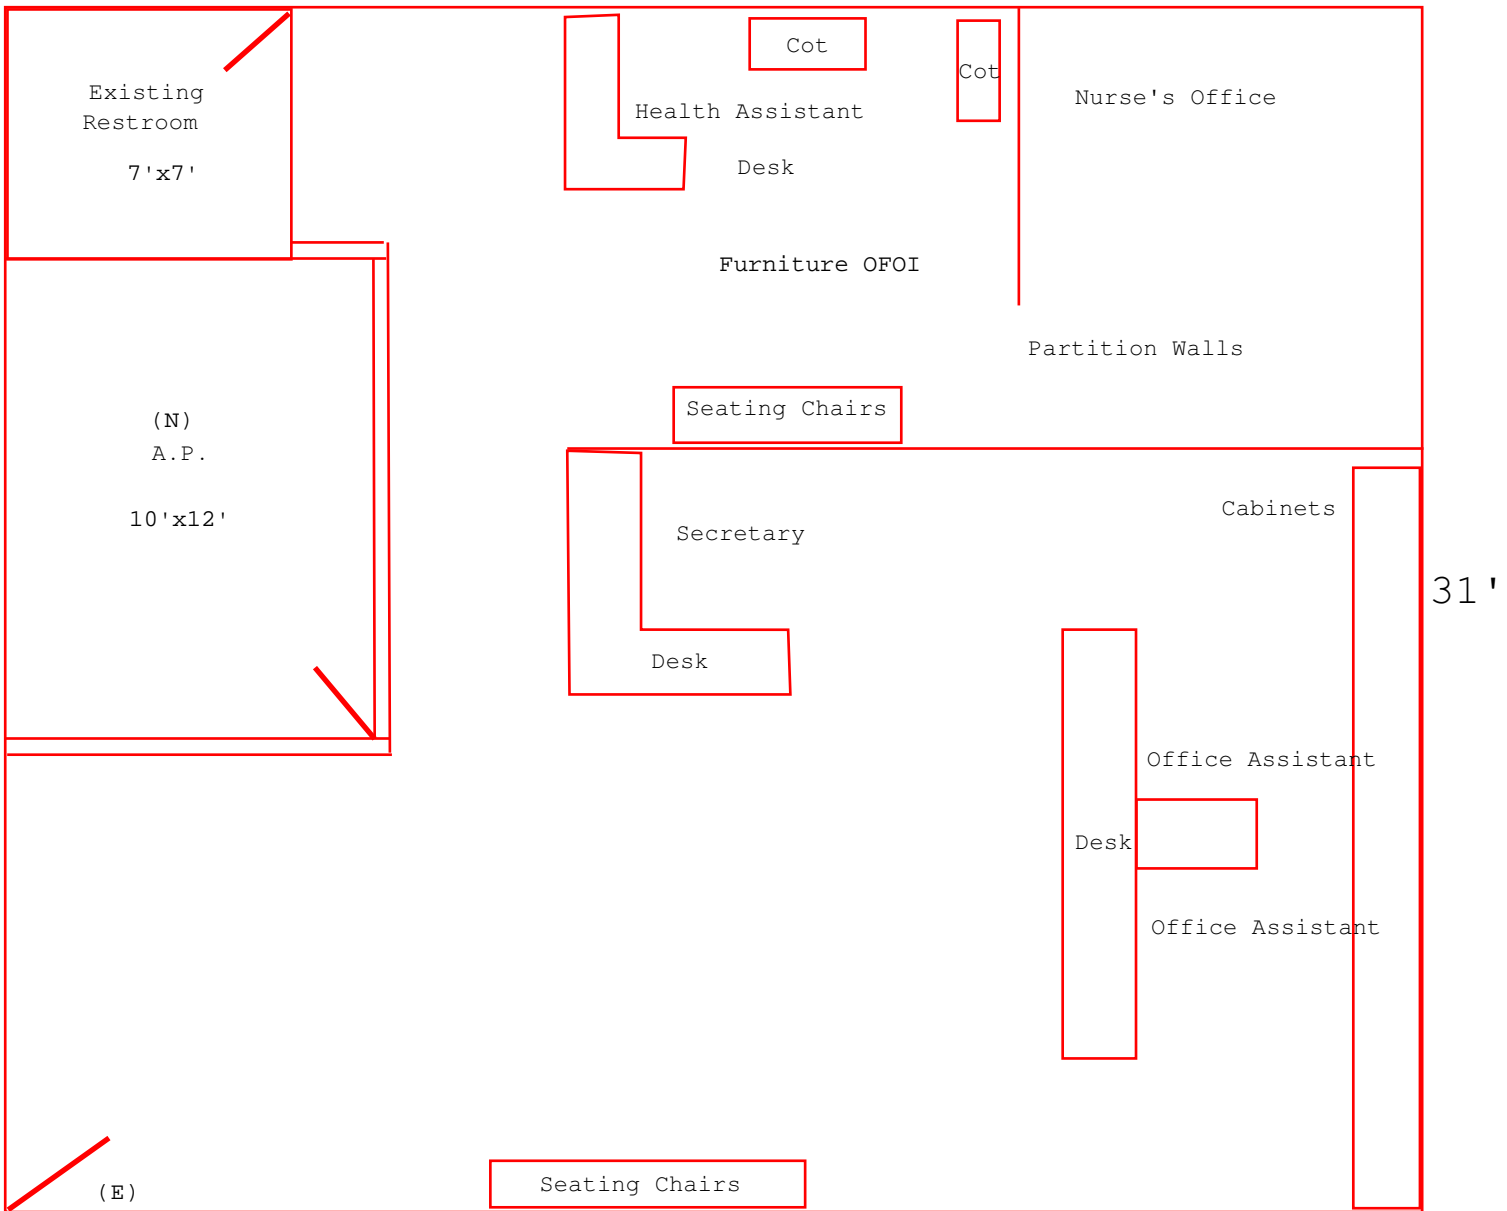 Existing
Restroom
7'x7'
Cot
Cot
Health Assistant
Desk
Nurse's Office
Furniture OFOI
Partition Walls
Seating Chairs
(N)
A.P.
10'x12'
Secretary
Desk
Cabinets
31'
Office Assistant
Desk
Office Assistant
(E)
Seating Chairs